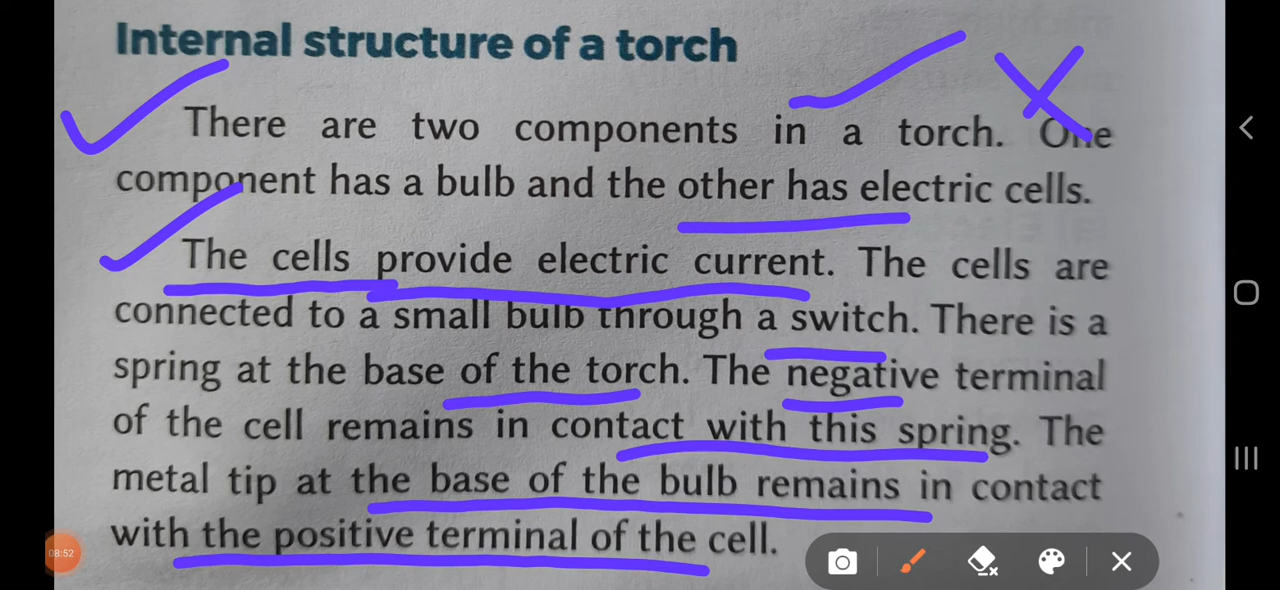 Internal structure of a torch
There are two components in a torch. One
component has a bulb and the other has electric cells.
The cells provide electric current. The cells are
connected to a small bulb through a switch. There is a
spring at the base of the torch. The negative terminal
of the cell remains in contact with this spring. The
metal tip at the base of the bulb remains in contact
with the positive terminal of the cell.
08:52